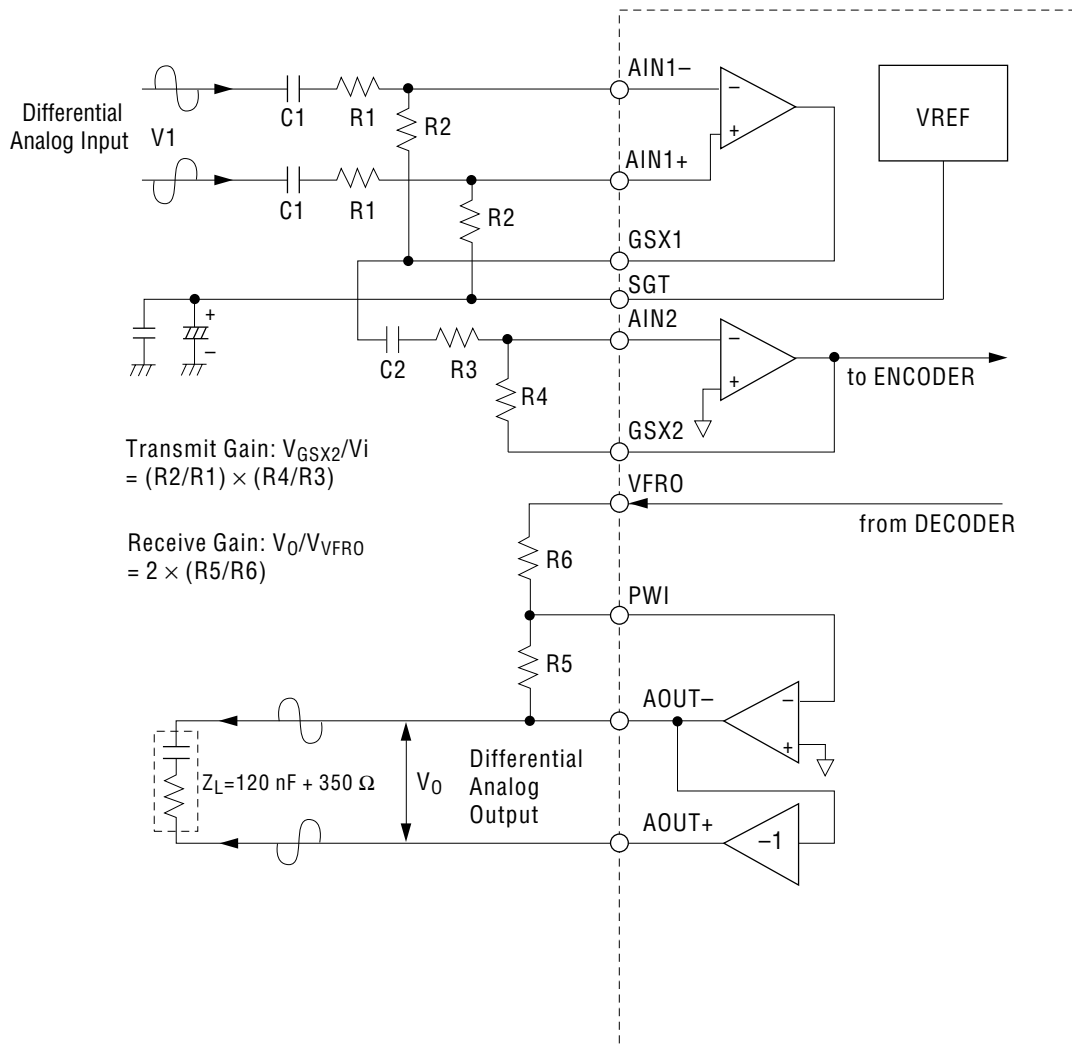 Differential
Analog Input
V1
C1
R1
R2
AIN1–
–
+
VREF
AIN1+
C1
R1
R2
GSX1
SGT
AIN2
+
–
C2
R3
R4
–
+
to ENCODER
GSX2
Transmit Gain: VGSX2/Vi
= (R2/R1) × (R4/R3)
VFRO
from DECODER
Receive Gain: VO/VVFRO
= 2 × (R5/R6)
R6
PWI
R5
AOUT–
–
+
ZL=120 nF + 350 Ω
VO
Differential
Analog
Output
AOUT+
–1